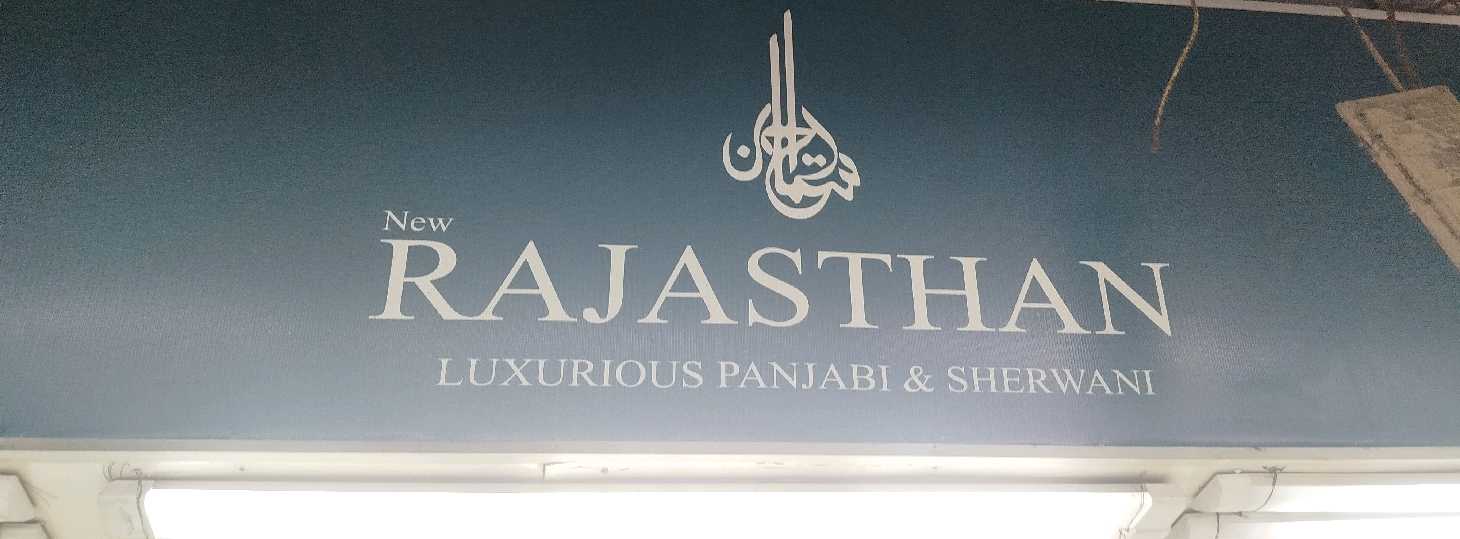 New
RAJASTHAN
LUXURIOUS PANJABI & SHERWANI